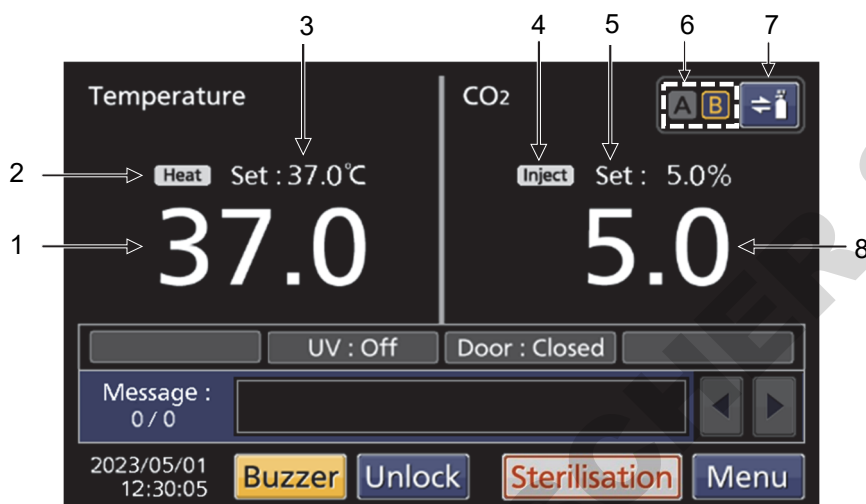 3 4 5 6 7
Temperature
CO2
A B
2
Heat Set : 37.0℃
Inject Set : 5.0%
1
37.0
5.0
8
UV : Off
Door : Closed
Message :
0 / 0
2023/05/01
12:30:05
Buzzer
Unlock
Sterilisation
Menu